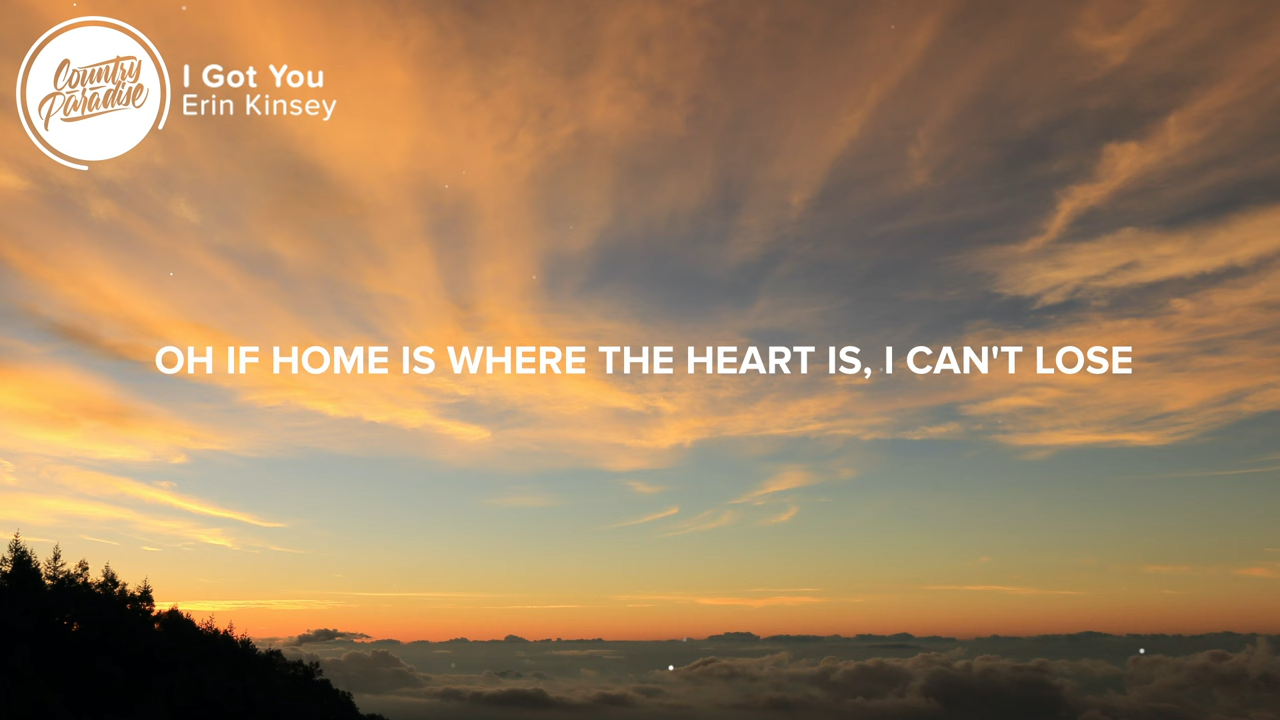 Country
Paradise
I Got You
Erin Kinsey
OH IF HOME IS WHERE THE HEART IS, I CAN'T LOSE